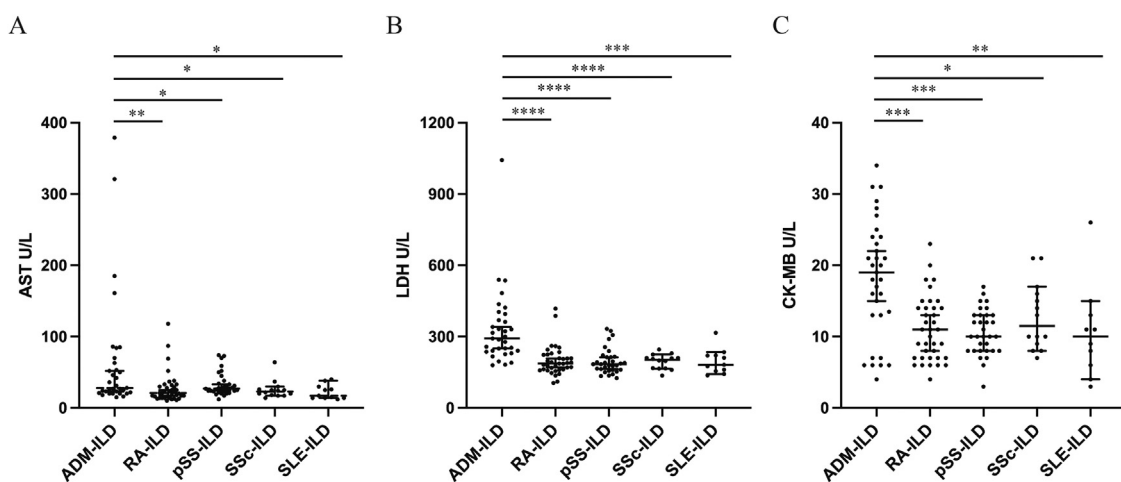 A
*
*
*
**
400
300
200
100
0
AST U/L
ADM-ILD
RA-ILD
pSS-ILD
SSc-ILD
SLE-ILD
B
***
****
****
****
1200
900
600
300
0
LDH U/L
ADM-ILD
RA-ILD
pSS-ILD
SSc-ILD
SLE-ILD
C
**
*
***
***
40
30
20
10
0
CK-MB U/L
ADM-ILD
RA-ILD
pSS-ILD
SSc-ILD
SLE-ILD